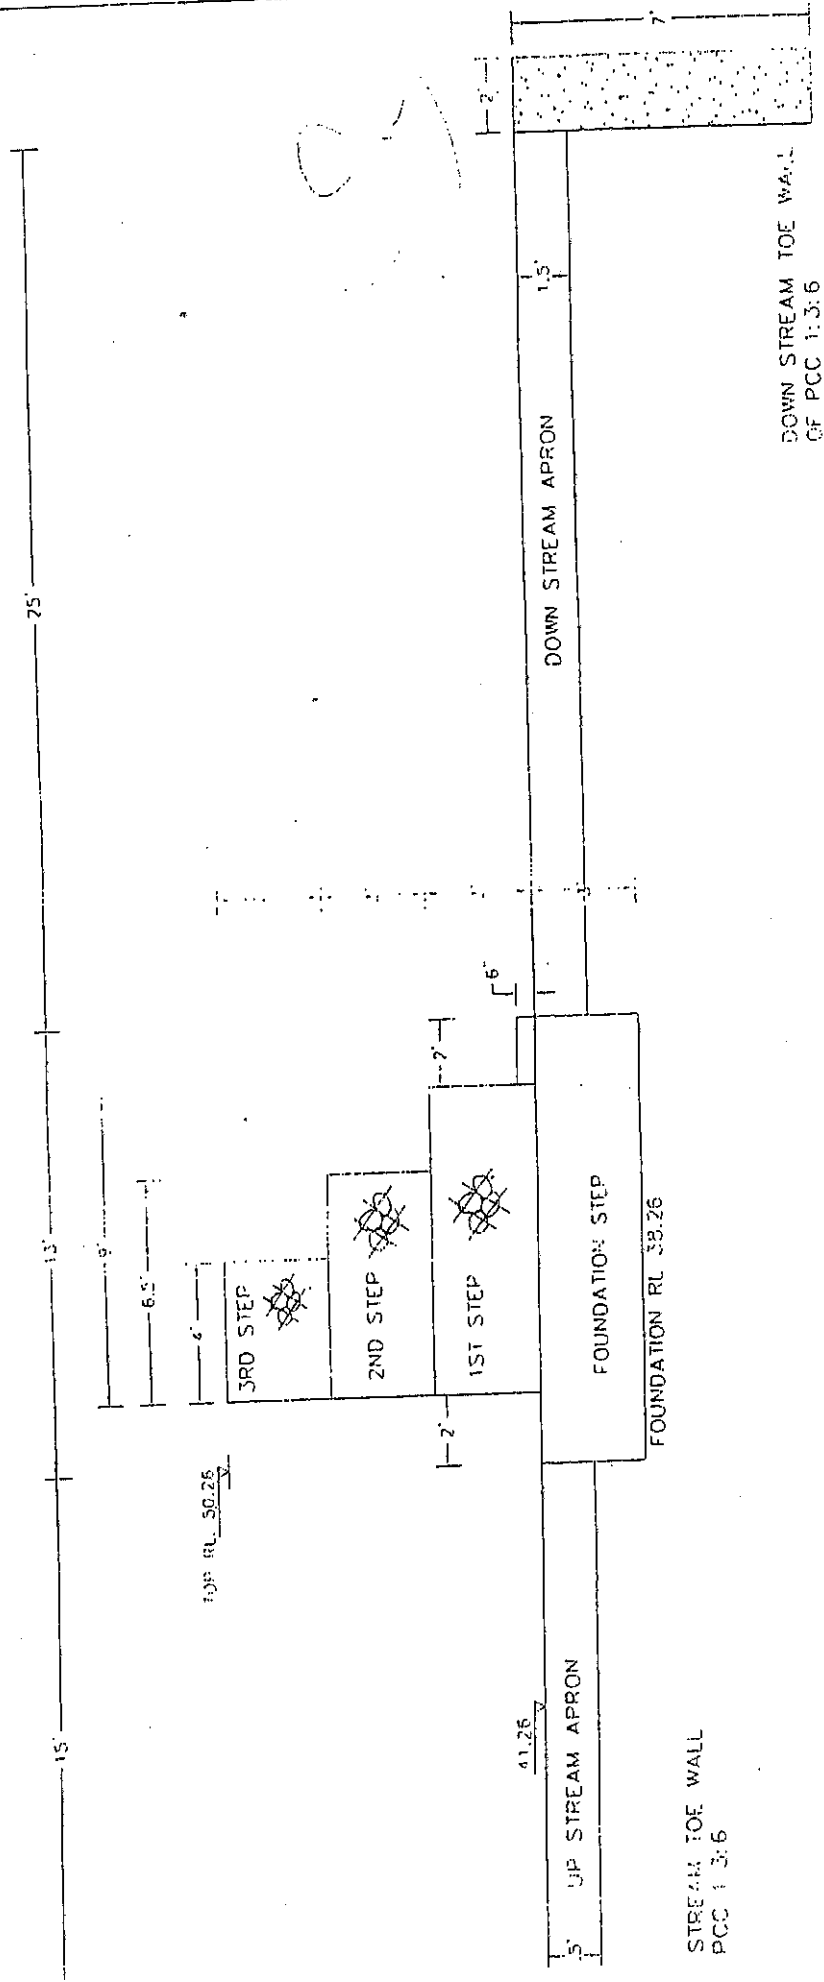 15'
13'
25'
9'
6.5'
4'
TOP RL. 50.26
3RD STEP
2ND STEP
1ST STEP
2'
2'
6"
3'
41.26
UP STREAM APRON
FOUNDATION STEP
FOUNDATION RL 38.26
DOWN STREAM APRON
1.5'
2'
7'
STREAM TOE WALL
PCC 1 3:6
DOWN STREAM TOE WALL
OF PCC 1:3:6